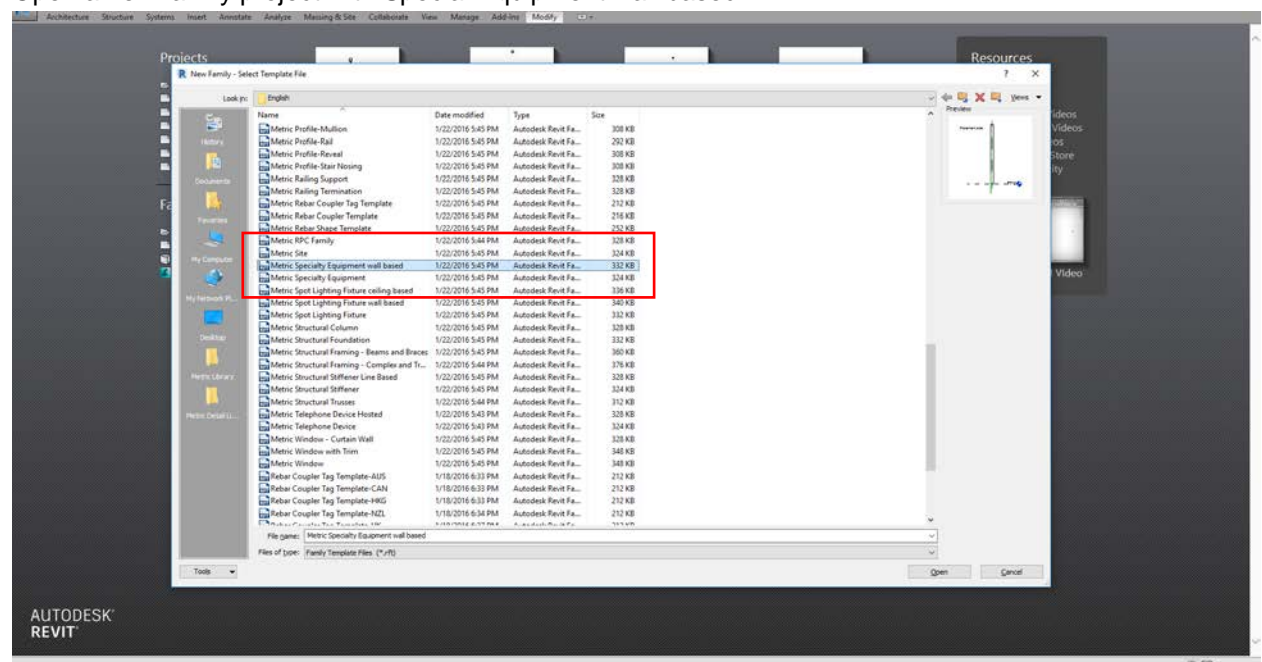 Architecture Structure Systems Insert Annotate Analyze Massing & Site Collaborate View Manage Add-Ins Modify
Projects
Resources
New Family - Select Template File
Look in: English
Views
Name Date modified Type Size
Preview
Metric Profile-Mullion 1/22/2016 5:45 PM Autodesk Revit Fa... 308 KB
Metric Profile-Rail 1/22/2016 5:45 PM Autodesk Revit Fa... 292 KB
Metric Profile-Reveal 1/22/2016 5:45 PM Autodesk Revit Fa... 308 KB
Metric Profile-Stair Nosing 1/22/2016 5:45 PM Autodesk Revit Fa... 308 KB
Metric Railing Support 1/22/2016 5:45 PM Autodesk Revit Fa... 328 KB
Metric Railing Termination 1/22/2016 5:45 PM Autodesk Revit Fa... 328 KB
Metric Rebar Coupler Tag Template 1/22/2016 5:45 PM Autodesk Revit Fa... 212 KB
Metric Rebar Coupler Template 1/22/2016 5:45 PM Autodesk Revit Fa... 216 KB
Metric Rebar Shape Template 1/22/2016 5:45 PM Autodesk Revit Fa... 252 KB
Metric RPC Family 1/22/2016 5:44 PM Autodesk Revit Fa... 328 KB
Metric Site 1/22/2016 5:45 PM Autodesk Revit Fa... 324 KB
Metric Specialty Equipment wall based 1/22/2016 5:45 PM Autodesk Revit Fa... 332 KB
Metric Specialty Equipment 1/22/2016 5:45 PM Autodesk Revit Fa... 324 KB
Metric Spot Lighting Fixture ceiling based 1/22/2016 5:45 PM Autodesk Revit Fa... 336 KB
Metric Spot Lighting Fixture wall based 1/22/2016 5:45 PM Autodesk Revit Fa... 340 KB
Metric Spot Lighting Fixture 1/22/2016 5:45 PM Autodesk Revit Fa... 332 KB
Metric Structural Column 1/22/2016 5:45 PM Autodesk Revit Fa... 328 KB
Metric Structural Foundation 1/22/2016 5:45 PM Autodesk Revit Fa... 332 KB
Metric Structural Framing - Beams and Braces 1/22/2016 5:45 PM Autodesk Revit Fa... 360 KB
Metric Structural Framing - Complex and Tr... 1/22/2016 5:44 PM Autodesk Revit Fa... 376 KB
Metric Structural Stiffener Line Based 1/22/2016 5:45 PM Autodesk Revit Fa... 328 KB
Metric Structural Stiffener 1/22/2016 5:45 PM Autodesk Revit Fa... 324 KB
Metric Structural Trusses 1/22/2016 5:44 PM Autodesk Revit Fa... 312 KB
Metric Telephone Device Hosted 1/22/2016 5:43 PM Autodesk Revit Fa... 328 KB
Metric Telephone Device 1/22/2016 5:43 PM Autodesk Revit Fa... 324 KB
Metric Window - Curtain Wall 1/22/2016 5:45 PM Autodesk Revit Fa... 328 KB
Metric Window with Trim 1/22/2016 5:45 PM Autodesk Revit Fa... 348 KB
Metric Window 1/22/2016 5:45 PM Autodesk Revit Fa... 348 KB
Rebar Coupler Tag Template-AUS 1/18/2016 6:33 PM Autodesk Revit Fa... 212 KB
Rebar Coupler Tag Template-CAN 1/18/2016 6:33 PM Autodesk Revit Fa... 212 KB
Rebar Coupler Tag Template-HKG 1/18/2016 6:33 PM Autodesk Revit Fa... 212 KB
Rebar Coupler Tag Template-NZL 1/18/2016 6:34 PM Autodesk Revit Fa... 212 KB
History
Documents
Favorites
My Computer
My Network Pl...
Desktop
Metric Library
Metric Detail Li...
Videos
Videos
Store
Video
File name: Metric Specialty Equipment wall based
Files of type: Family Template Files (*.rft)
Tools
Open
Cancel
AUTODESK
REVIT